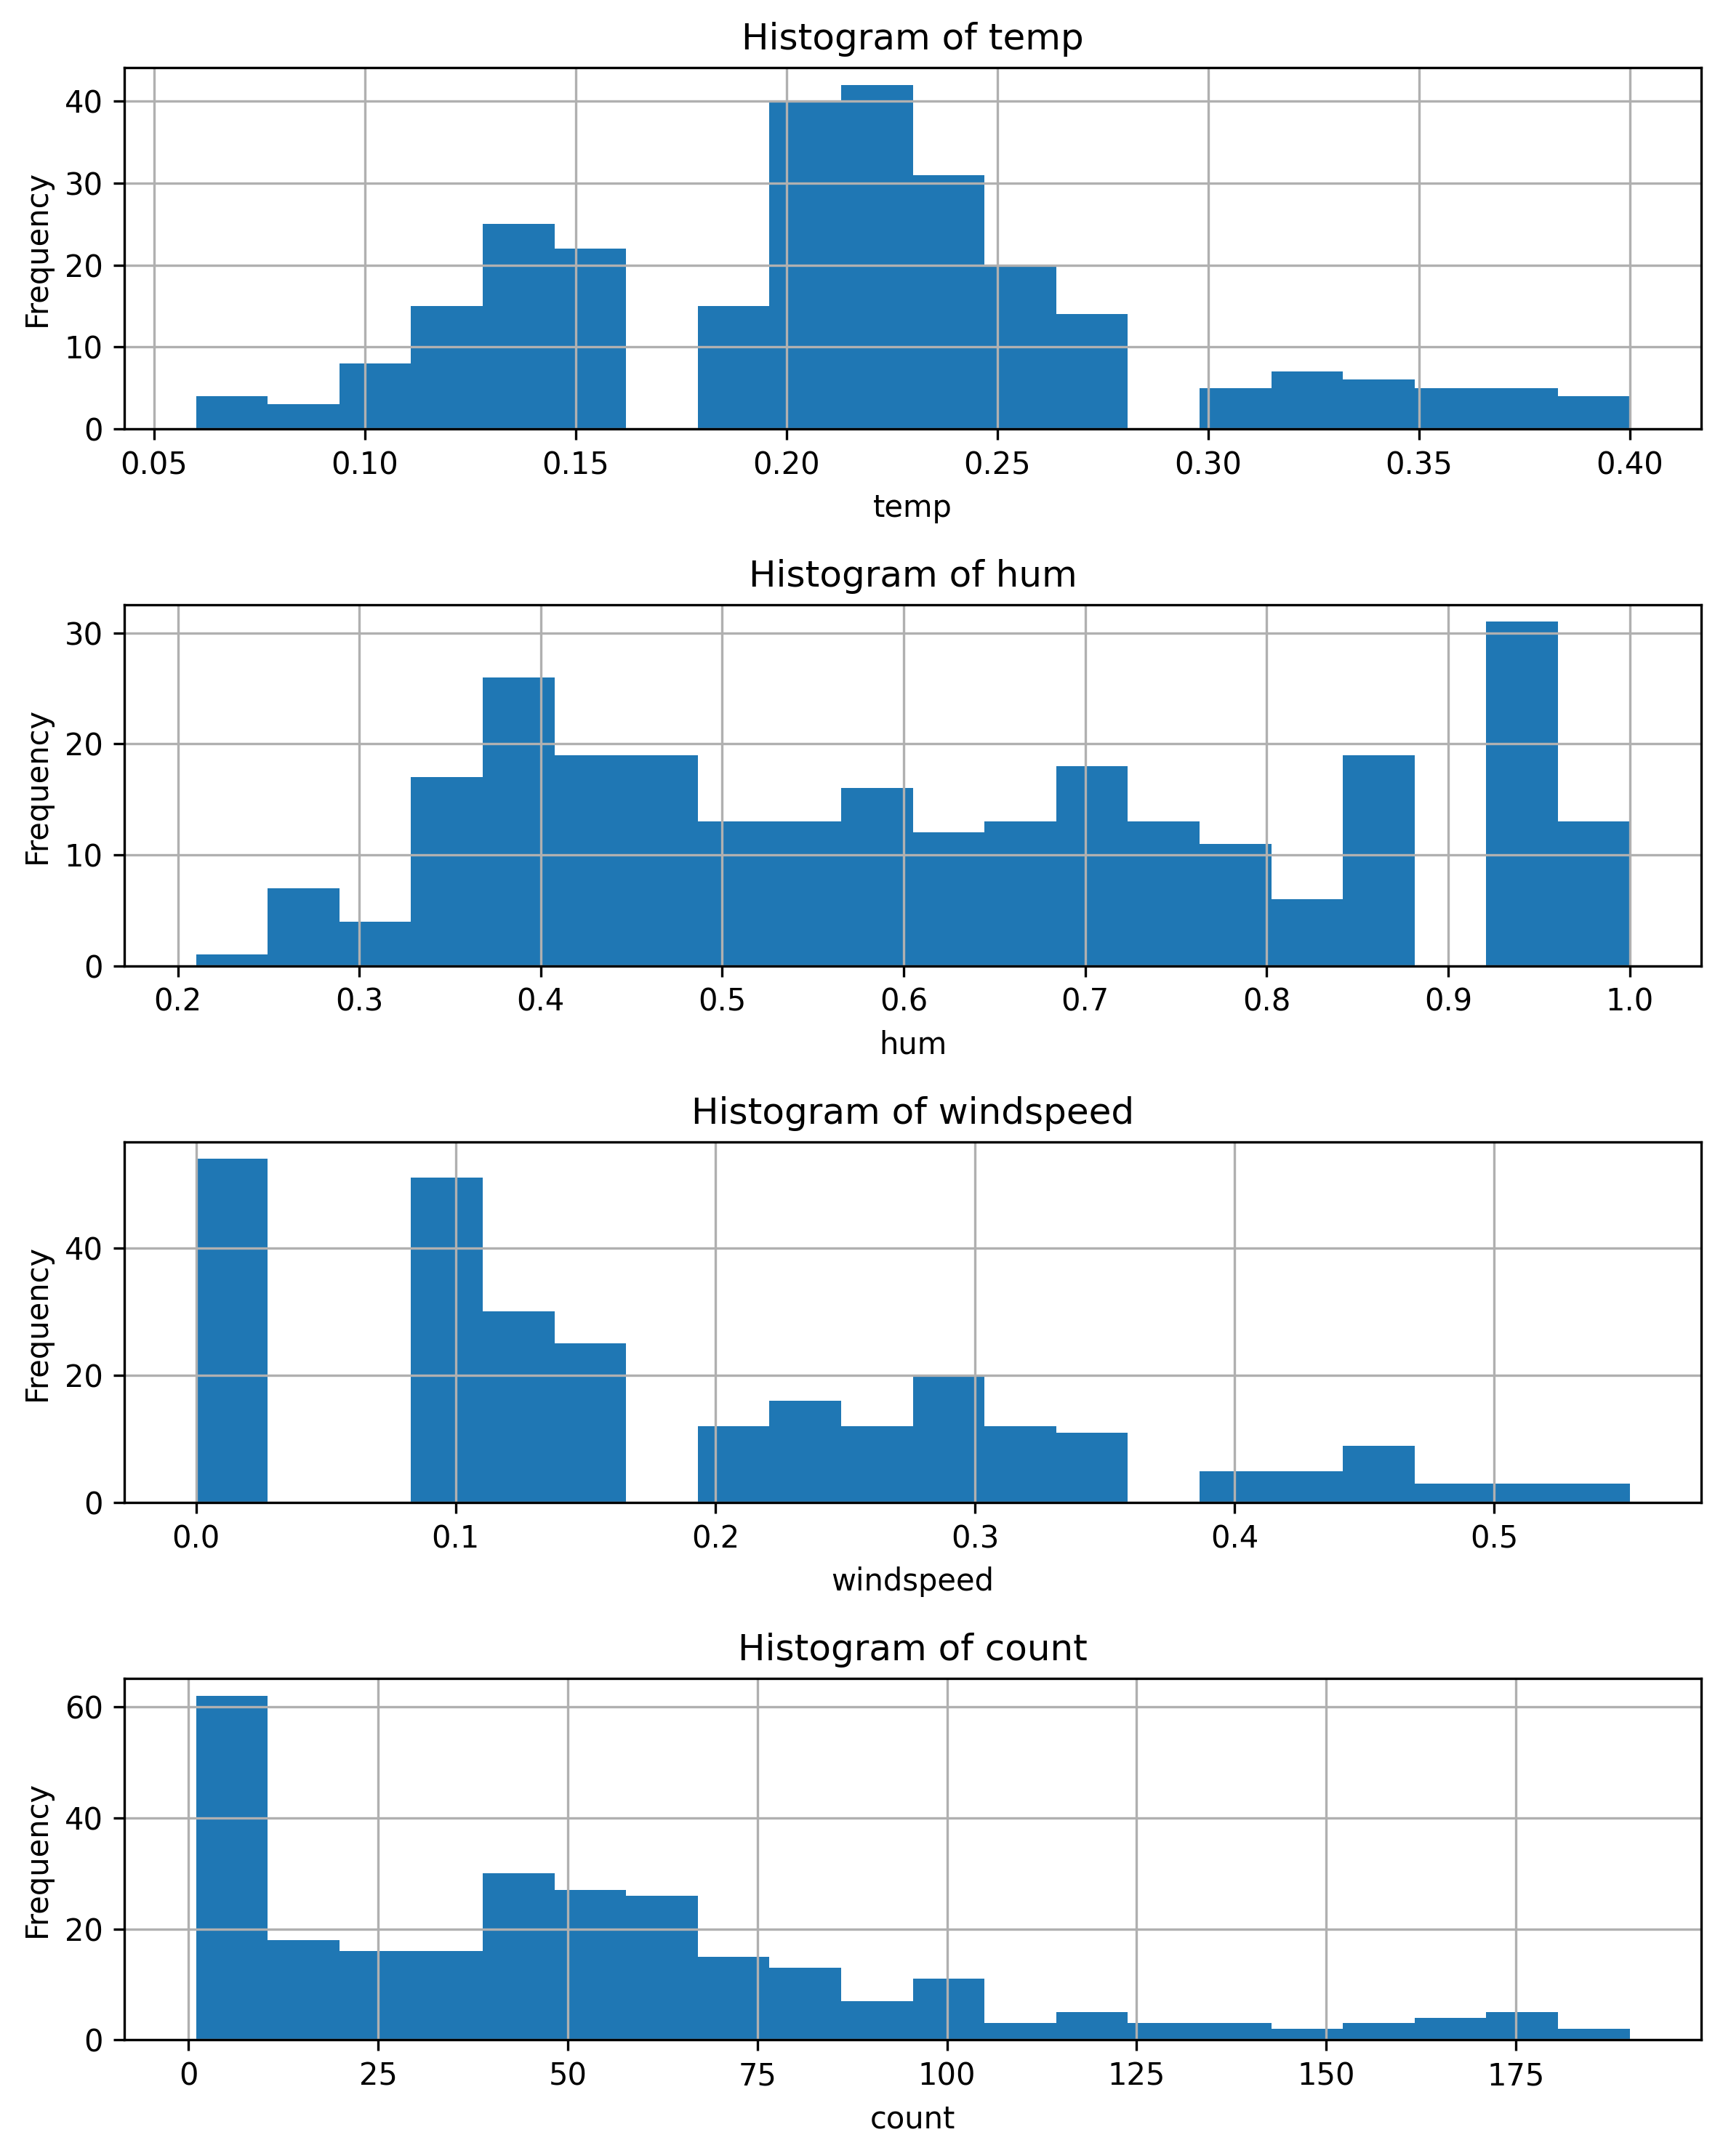 Histogram of temp
40
30
20
10
0
Frequency
0.05 0.10 0.15 0.20 0.25 0.30 0.35 0.40
temp
Histogram of hum
30
20
10
0
Frequency
0.2 0.3 0.4 0.5 0.6 0.7 0.8 0.9 1.0
hum
Histogram of windspeed
40
20
0
Frequency
0.0 0.1 0.2 0.3 0.4 0.5
windspeed
Histogram of count
60
40
20
0
Frequency
0 25 50 75 100 125 150 175
count